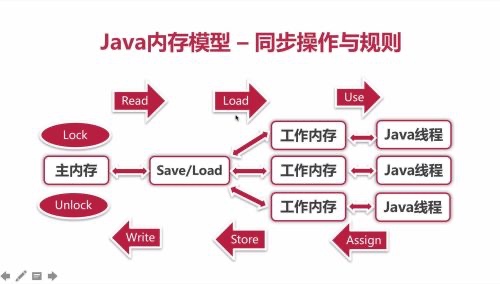 Java内存模型 – 同步操作与规则
Read
Load
Use
Lock
主内存
Unlock
Save/Load
工作内存
Java线程
工作内存
Java线程
工作内存
Java线程
Write
Store
Assign